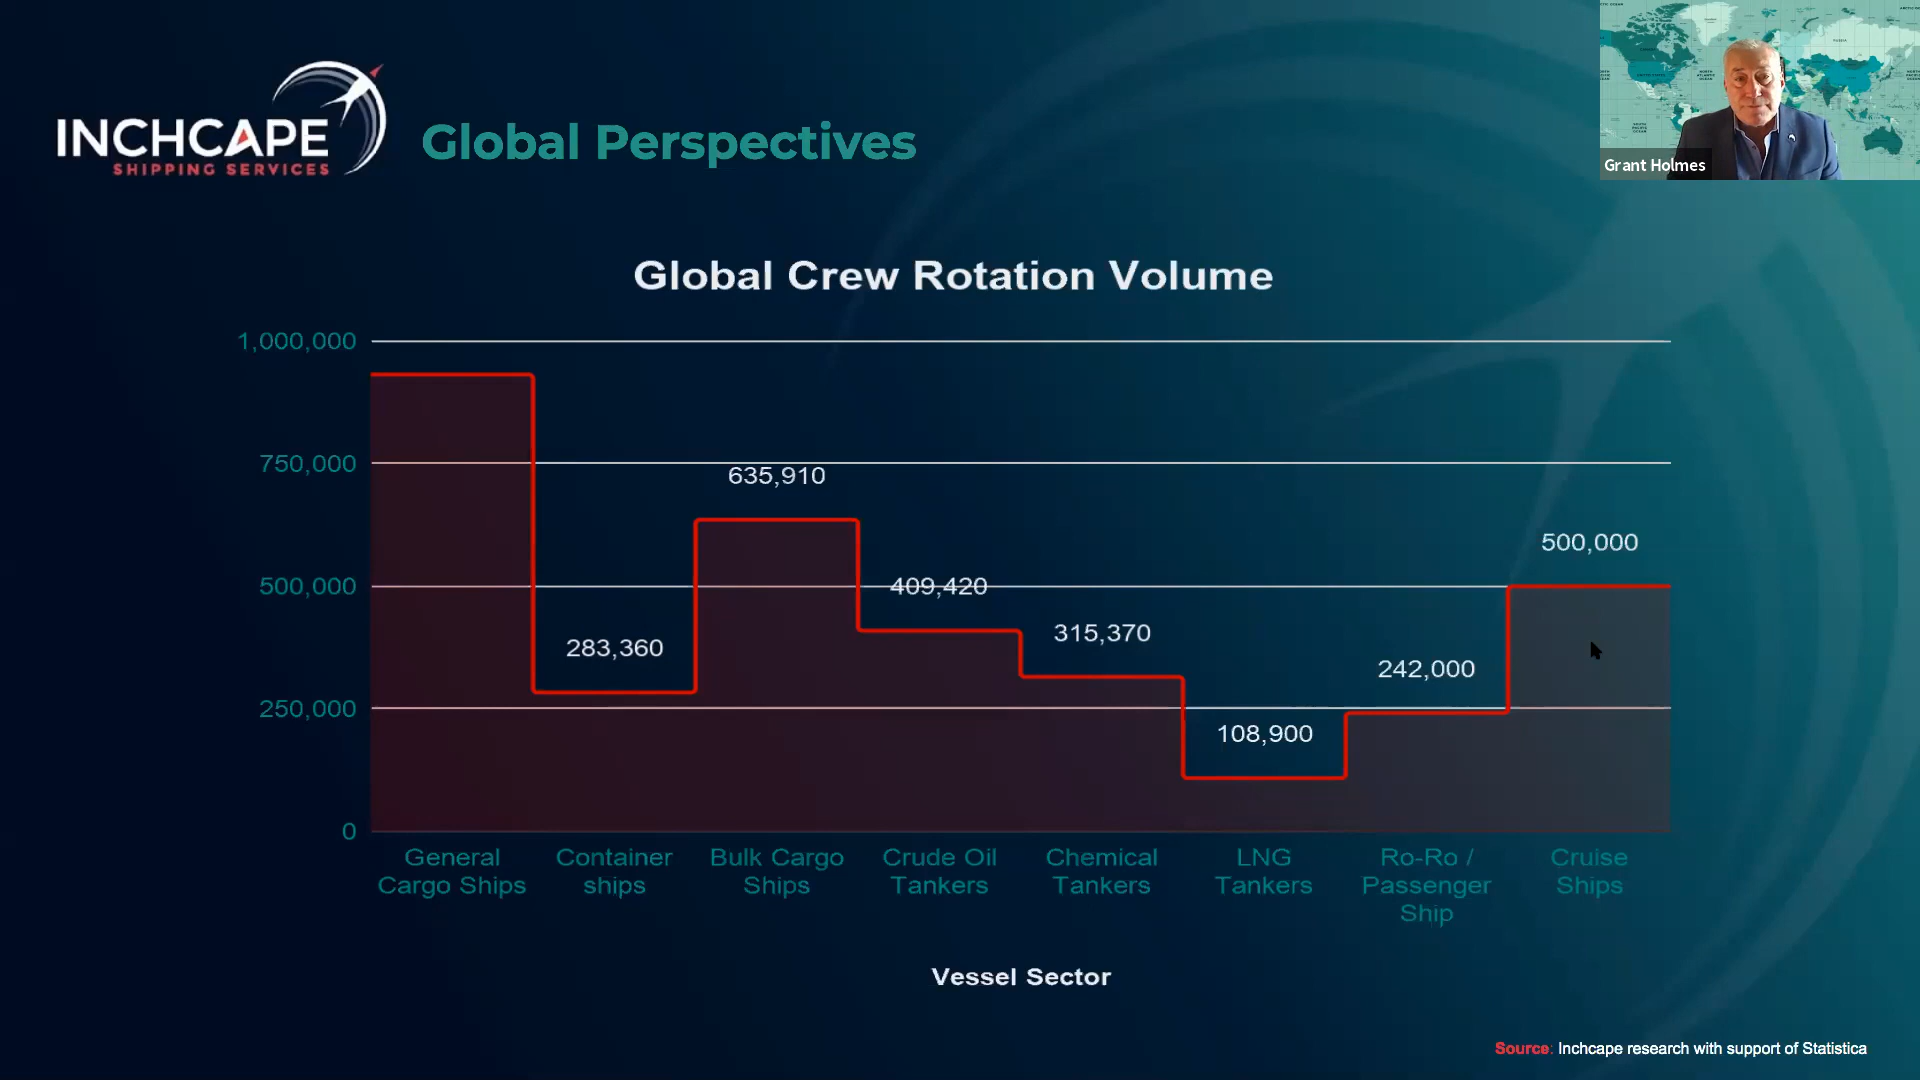 INCHCAPE
SHIPPING SERVICES
Global Perspectives
Grant Holmes
Global Crew Rotation Volume
1,000,000
750,000
500,000
250,000
0
635,910
500,000
409,420
283,360
315,370
242,000
108,900
General
Cargo Ships
Container
ships
Bulk Cargo
Ships
Crude Oil
Tankers
Chemical
Tankers
LNG
Tankers
Ro-Ro /
Passenger
Ship
Cruise
Ships
Vessel Sector
Source: Inchcape research with support of Statistica